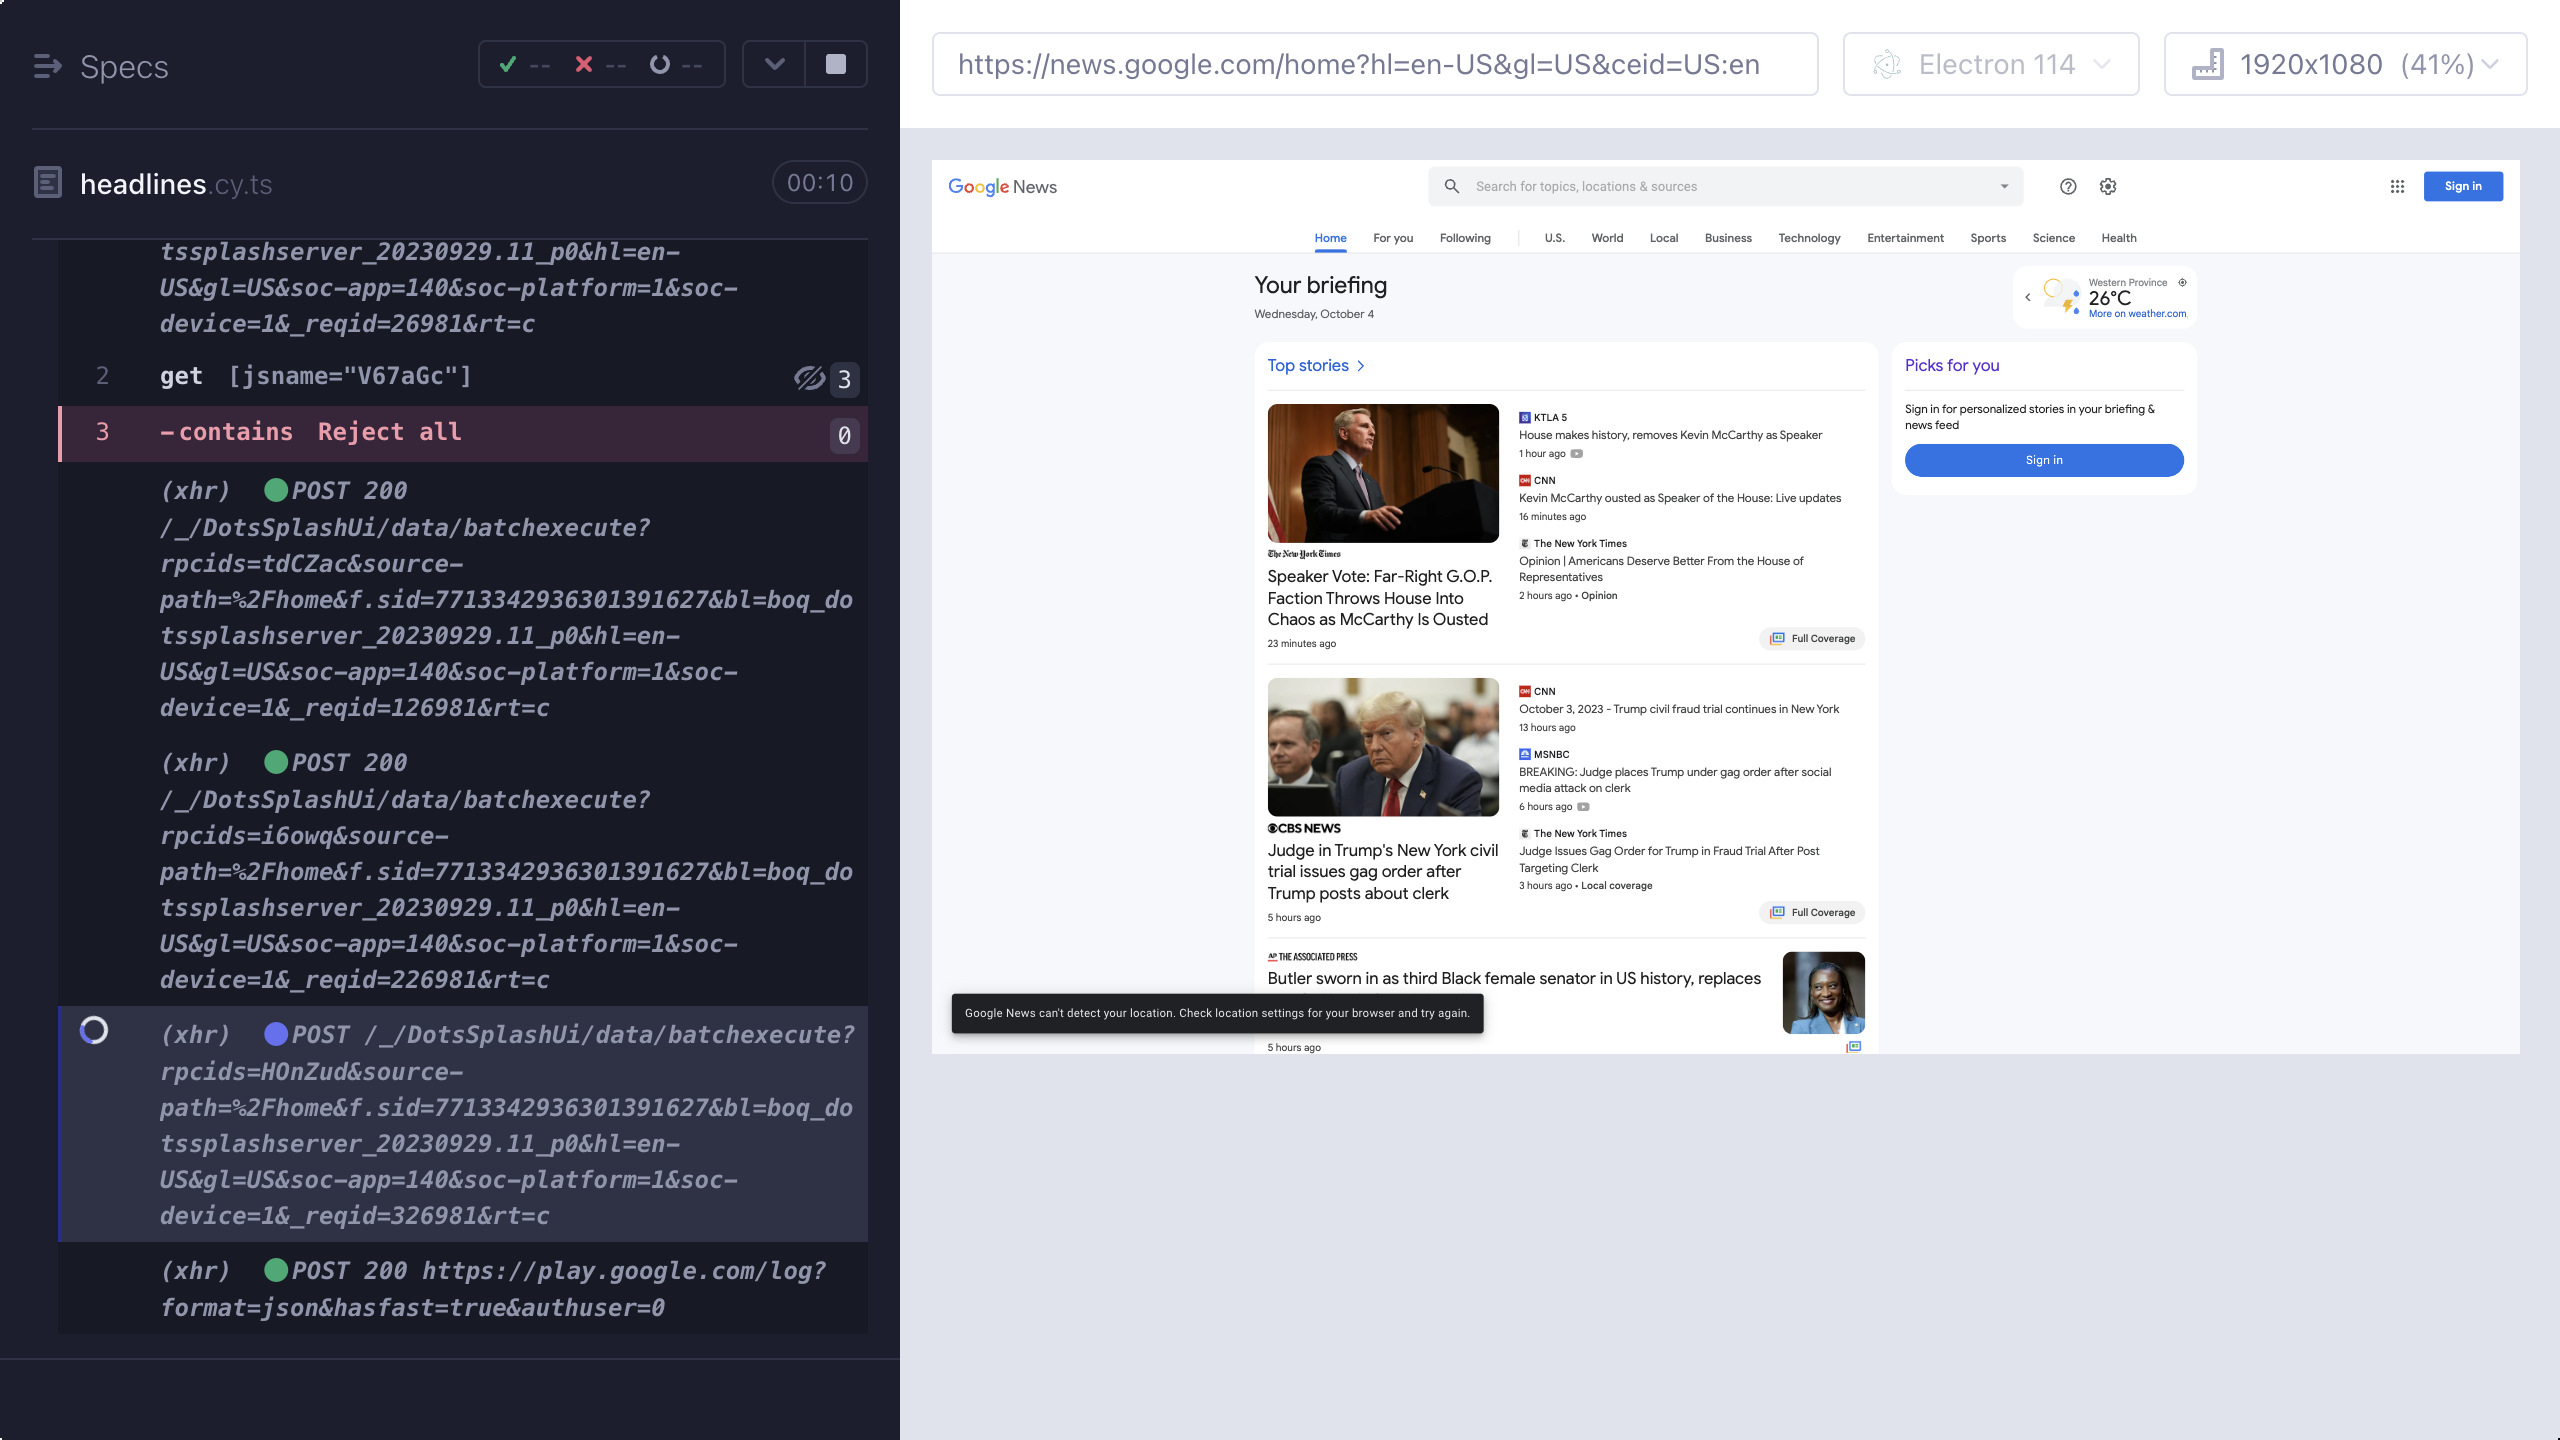 Specs
-- -- --
headlines.cy.ts
00:10
tssplashserver_20230929.11_p0&hl=en-
US&gl=US&soc-app=140&soc-platform=1&soc-
device=1&_reqid=26981&rt=c
2 get [jsname="V67aGc"] 3
3 -contains Reject all 0
(xhr) POST 200
/_/DotsSplashUi/data/batchexecute?
rpcids=tdCZac&source-
path=%2Fhome&f.sid=7713342936301391627&bl=boq_do
tssplashserver_20230929.11_p0&hl=en-
US&gl=US&soc-app=140&soc-platform=1&soc-
device=1&_reqid=126981&rt=c
(xhr) POST 200
/_/DotsSplashUi/data/batchexecute?
rpcids=i6owq&source-
path=%2Fhome&f.sid=7713342936301391627&bl=boq_do
tssplashserver_20230929.11_p0&hl=en-
US&gl=US&soc-app=140&soc-platform=1&soc-
device=1&_reqid=226981&rt=c
(xhr) POST /_/DotsSplashUi/data/batchexecute?
rpcids=HOnZud&source-
path=%2Fhome&f.sid=7713342936301391627&bl=boq_do
tssplashserver_20230929.11_p0&hl=en-
US&gl=US&soc-app=140&soc-platform=1&soc-
device=1&_reqid=326981&rt=c
(xhr) POST 200 https://play.google.com/log?
format=json&hasfast=true&authuser=0
https://news.google.com/home?hl=en-US&gl=US&ceid=US:en
Electron 114
1920x1080 (41%)
Google News
Search for topics, locations & sources
Sign in
Home For you Following U.S. World Local Business Technology Entertainment Sports Science Health
Your briefing
Wednesday, October 4
Western Province
26°C
More on weather.com
Top stories
The New York Times
Speaker Vote: Far-Right G.O.P.
Faction Throws House Into
Chaos as McCarthy Is Ousted
23 minutes ago
KTLA 5
House makes history, removes Kevin McCarthy as Speaker
1 hour ago
CNN
Kevin McCarthy ousted as Speaker of the House: Live updates
16 minutes ago
The New York Times
Opinion | Americans Deserve Better From the House of
Representatives
2 hours ago • Opinion
Full Coverage
CBS NEWS
Judge in Trump's New York civil
trial issues gag order after
Trump posts about clerk
5 hours ago
CNN
October 3, 2023 - Trump civil fraud trial continues in New York
13 hours ago
MSNBC
BREAKING: Judge places Trump under gag order after social
media attack on clerk
6 hours ago
The New York Times
Judge Issues Gag Order for Trump in Fraud Trial After Post
Targeting Clerk
3 hours ago • Local coverage
Full Coverage
AP THE ASSOCIATED PRESS
Butler sworn in as third Black female senator in US history, replaces
5 hours ago
Google News can't detect your location. Check location settings for your browser and try again.
Picks for you
Sign in for personalized stories in your briefing &
news feed
Sign in